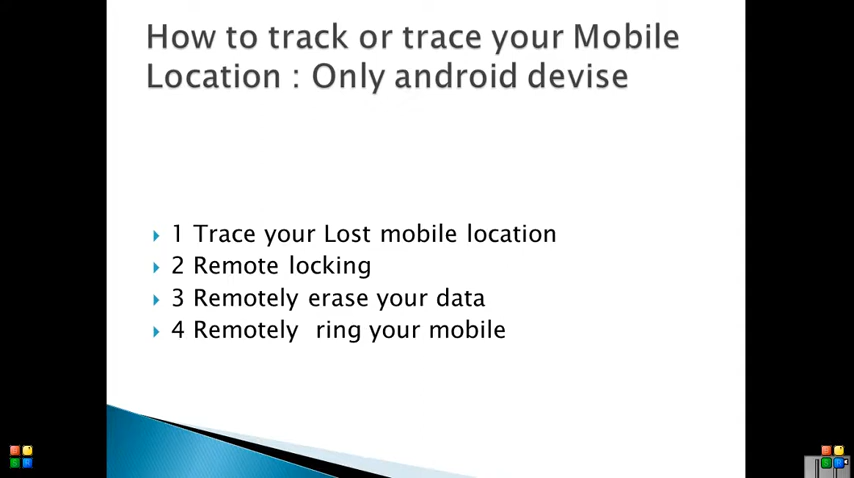 How to track or trace your Mobile
Location : Only android devise
1 Trace your Lost mobile location
2 Remote locking
3 Remotely erase your data
4 Remotely ring your mobile